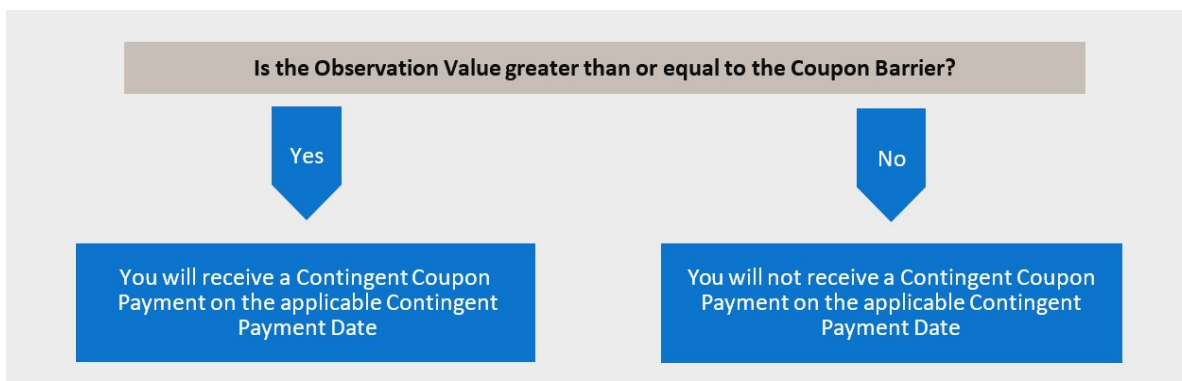 Is the Observation Value greater than or equal to the Coupon Barrier?
Yes
No
You will receive a Contingent Coupon
Payment on the applicable Contingent
Payment Date
You will not receive a Contingent Coupon
Payment on the applicable Contingent
Payment Date